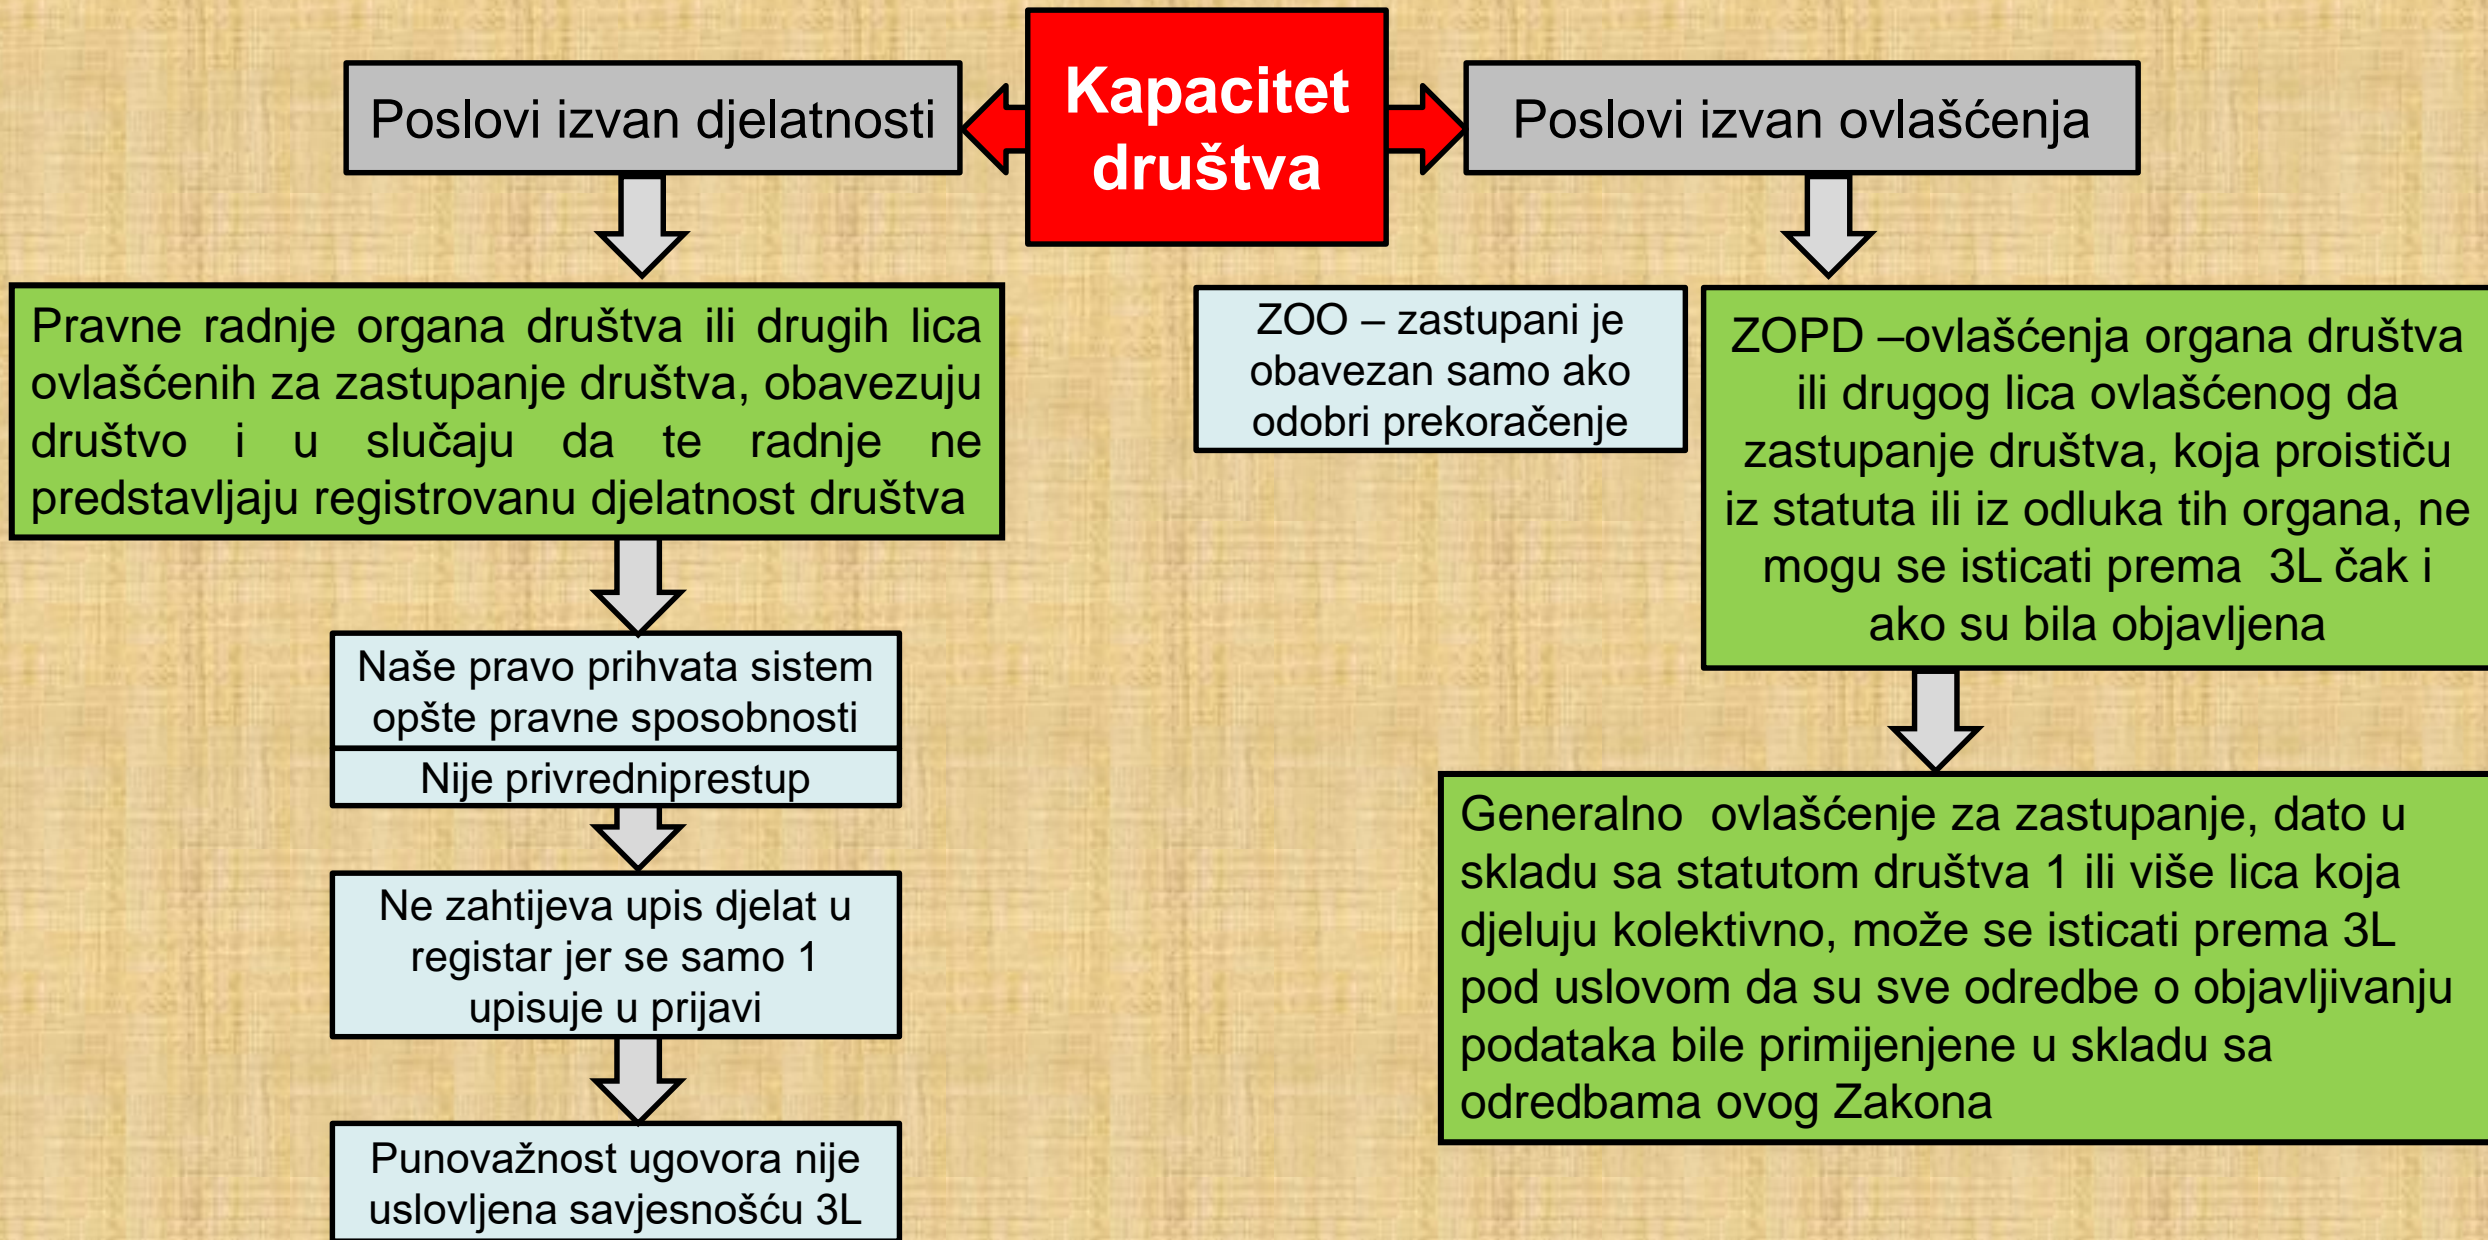 Kapacitet
društva
Poslovi izvan djelatnosti
Pravne radnje organa društva ili drugih lica
ovlašćenih za zastupanje društva, obavezuju
društvo i u slučaju da te radnje ne
predstavljaju registrovanu djelatnost društva
Naše pravo prihvata sistem
opšte pravne sposobnosti
Nije privredniprestup
Ne zahtijeva upis djelat u
registar jer se samo 1
upisuje u prijavi
Punovažnost ugovora nije
uslovljena savjesnošću 3L
Poslovi izvan ovlašćenja
ZOO – zastupani je
obavezan samo ako
odobri prekoračenje
ZOPD –ovlašćenja organa društva
ili drugog lica ovlašćenog da
zastupanje društva, koja proističu
iz statuta ili iz odluka tih organa, ne
mogu se isticati prema 3L čak i
ako su bila objavljena
Generalno ovlašćenje za zastupanje, dato u
skladu sa statutom društva 1 ili više lica koja
djeluju kolektivno, može se isticati prema 3L
pod uslovom da su sve odredbe o objavljivanju
podataka bile primijenjene u skladu sa
odredbama ovog Zakona